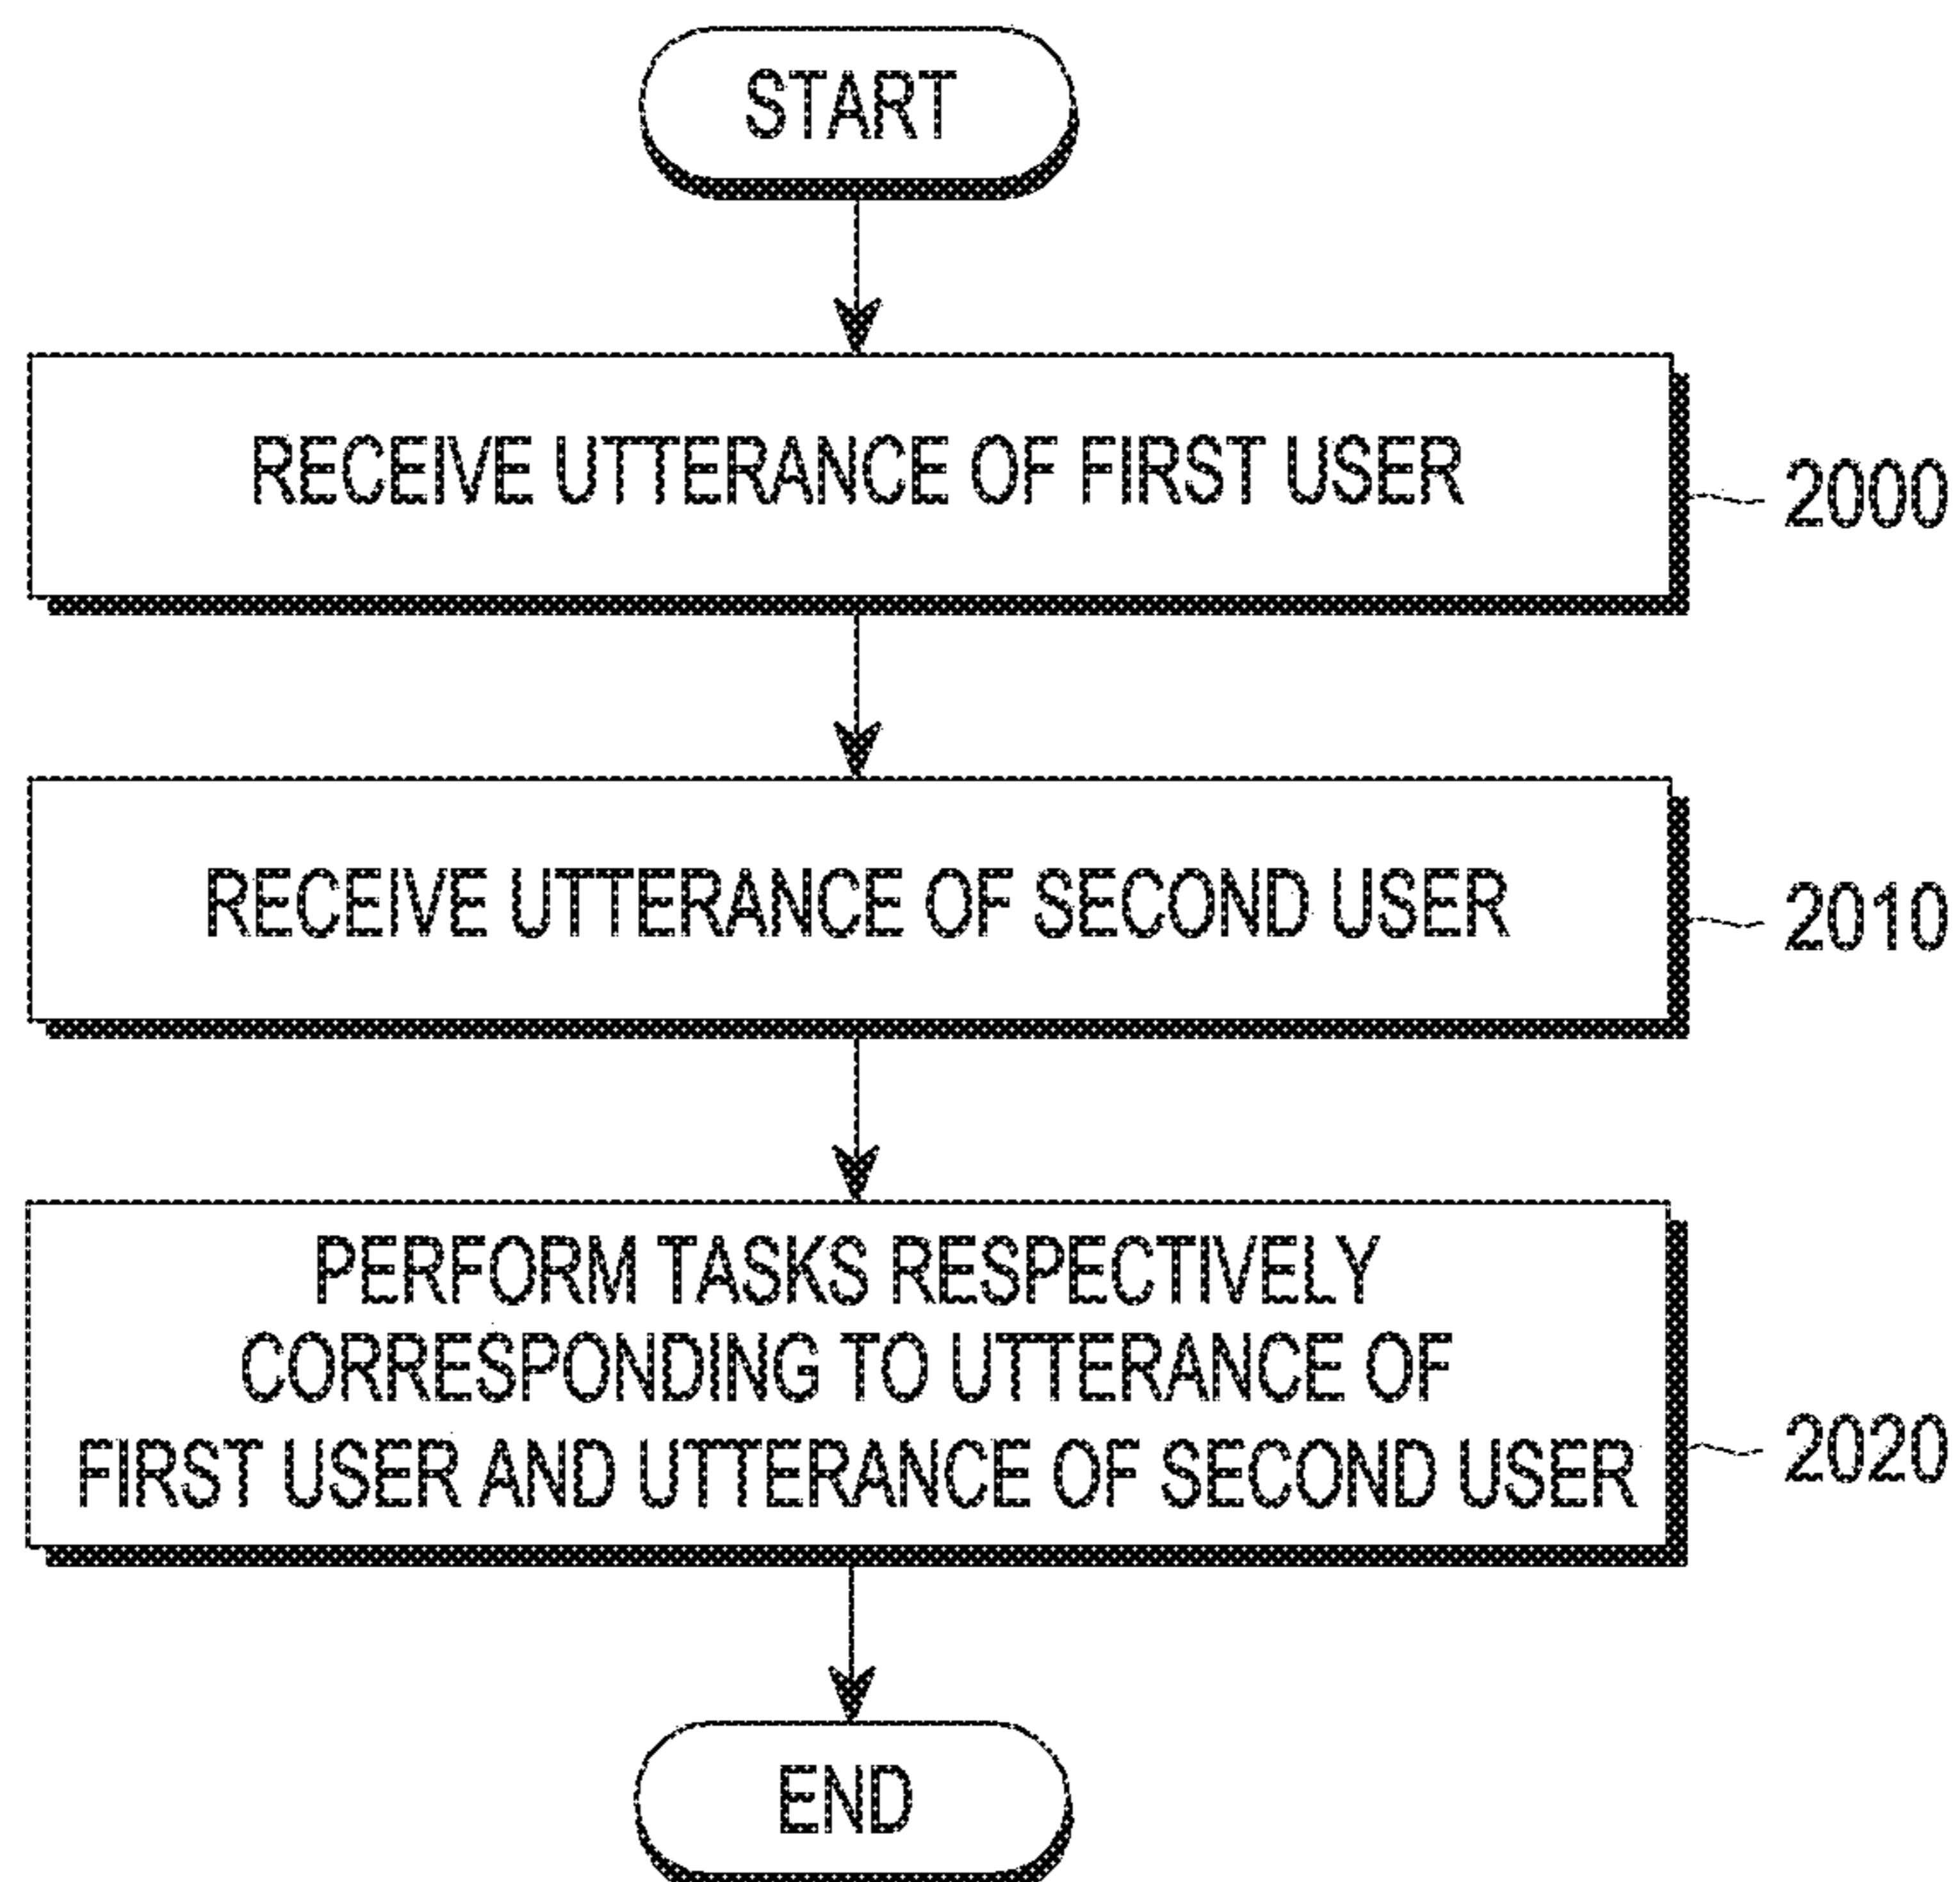 START
RECEIVE UTTERANCE OF FIRST USER
2000
RECEIVE UTTERANCE OF SECOND USER
2010
PERFORM TASKS RESPECTIVELY
CORRESPONDING TO UTTERANCE OF
FIRST USER AND UTTERANCE OF SECOND USER
2020
END